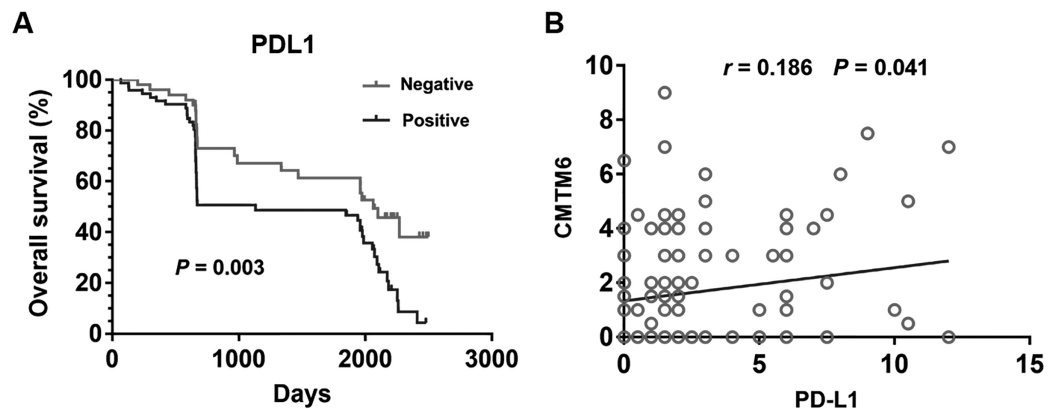 A
PDL1
Overall survival (%)
100
80
60
40
20
0
Negative
Positive
P = 0.003
0 1000 2000 3000
Days
B
r = 0.186 P = 0.041
CMTM6
10
8
6
4
2
0
0 5 10 15
PD-L1